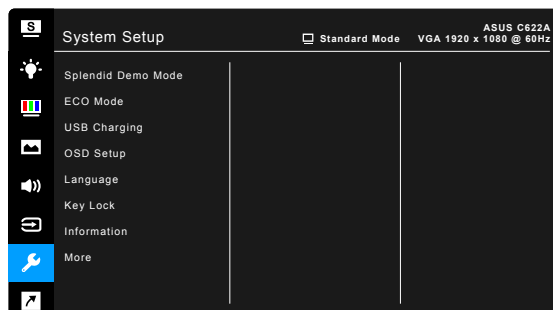 S
System Setup
Standard Mode
ASUS C622A
VGA 1920 x 1080 @ 60Hz
Splendid Demo Mode
ECO Mode
USB Charging
OSD Setup
Language
Key Lock
Information
More